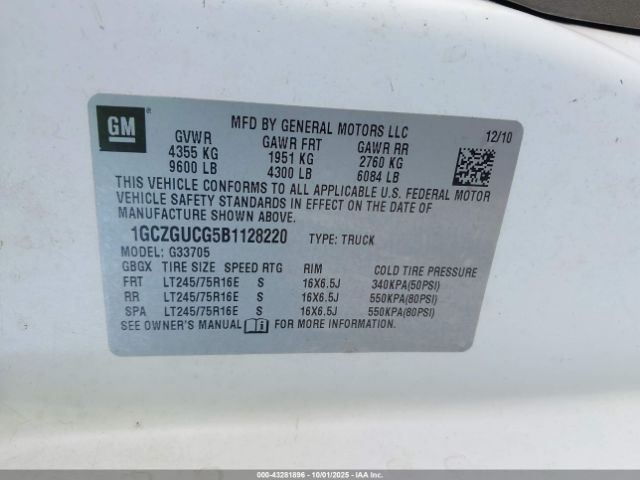 GM
MFD BY GENERAL MOTORS LLC
12/10
GVWR GAWR FRT GAWR RR
4355 KG 1951 KG 2760 KG
9600 LB 4300 LB 6084 LB
THIS VEHICLE CONFORMS TO ALL APPLICABLE U.S. FEDERAL MOTOR
VEHICLE SAFETY STANDARDS IN EFFECT ON THE DATE OF
MANUFACTURE SHOWN ABOVE.
1GCZGUCG5B1128220 TYPE: TRUCK
MODEL: G33705
GBGX TIRE SIZE SPEED RTG RIM COLD TIRE PRESSURE
FRT LT245/75R16E S 16X6.5J 340KPA(50PSI)
RR LT245/75R16E S 16X6.5J 550KPA(80PSI)
SPA LT245/75R16E S 16X6.5J 550KPA(80PSI)
SEE OWNER'S MANUAL FOR MORE INFORMATION.
000-43281896 - 10/01/2025 - IAAI.COM